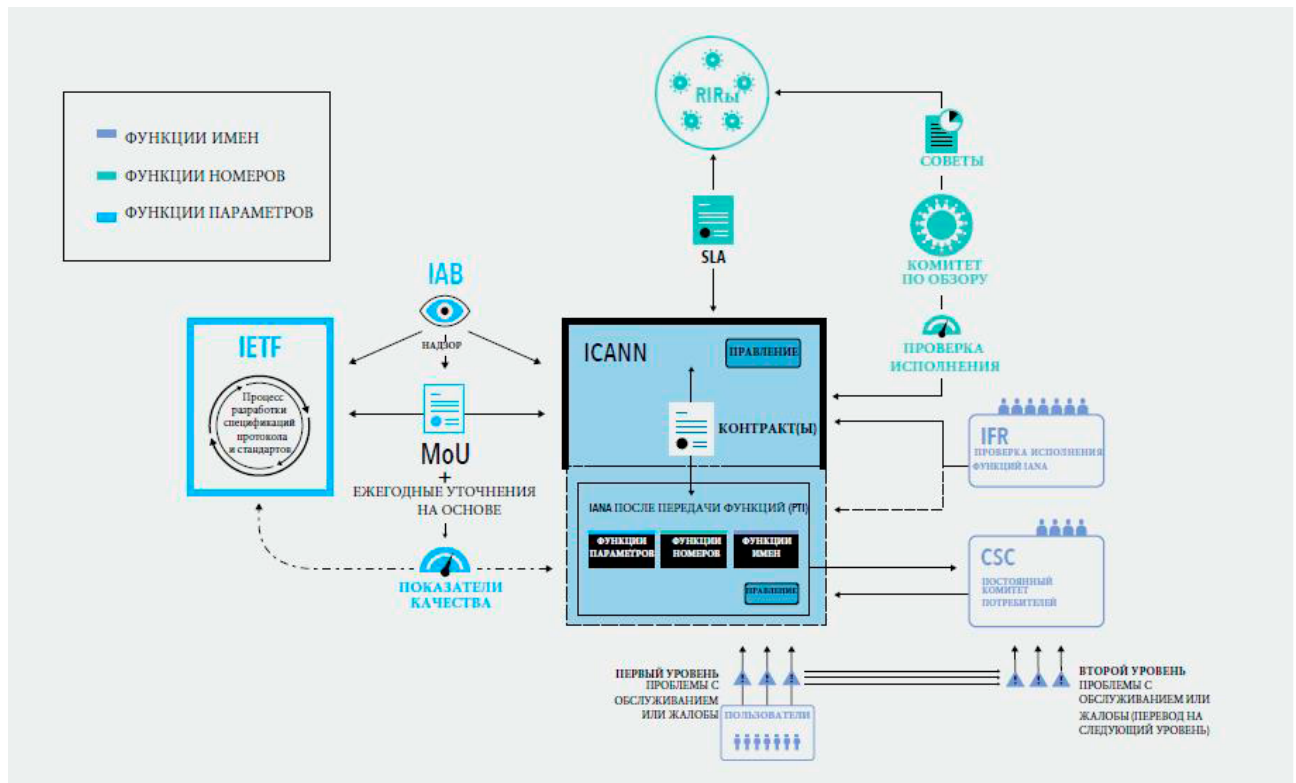 ФУНКЦИИ ИМЕН
ФУНКЦИИ НОМЕРОВ
ФУНКЦИИ ПАРАМЕТРОВ
RIRы
СОВЕТЫ
SLA
КОМИТЕТ
ПО ОБЗОРУ
IAB
НАДЗОР
IETF
Процесс
разработки
спецификаций
протокола
и стандартов
MoU
+
ЕЖЕГОДНЫЕ УТОЧНЕНИЯ
НА ОСНОВЕ
ПОКАЗАТЕЛИ
КАЧЕСТВА
ICANN
ПРАВЛЕНИЕ
КОНТРАКТ(Ы)
ПРОВЕРКА
ИСПОЛНЕНИЯ
IFR
ПРОВЕРКА ИСПОЛНЕНИЯ
ФУНКЦИЙ IANA
IANA ПОСЛЕ ПЕРЕДАЧИ ФУНКЦИЙ (PTI)
ФУНКЦИИ
ПАРАМЕТРОВ
ФУНКЦИИ
НОМЕРОВ
ФУНКЦИИ
ИМЕН
ПРАВЛЕНИЕ
CSC
ПОСТОЯННЫЙ
КОМИТЕТ
ПОТРЕБИТЕЛЕЙ
ПЕРВЫЙ УРОВЕНЬ
ПРОБЛЕМЫ С
ОБСЛУЖИВАНИЕМ
ИЛИ ЖАЛОБЫ
ПОЛЬЗОВАТЕЛИ
ВТОРОЙ УРОВЕНЬ
ПРОБЛЕМЫ С
ОБСЛУЖИВАНИЕМ ИЛИ
ЖАЛОБЫ (ПЕРЕВОД НА
СЛЕДУЮЩИЙ УРОВЕНЬ)